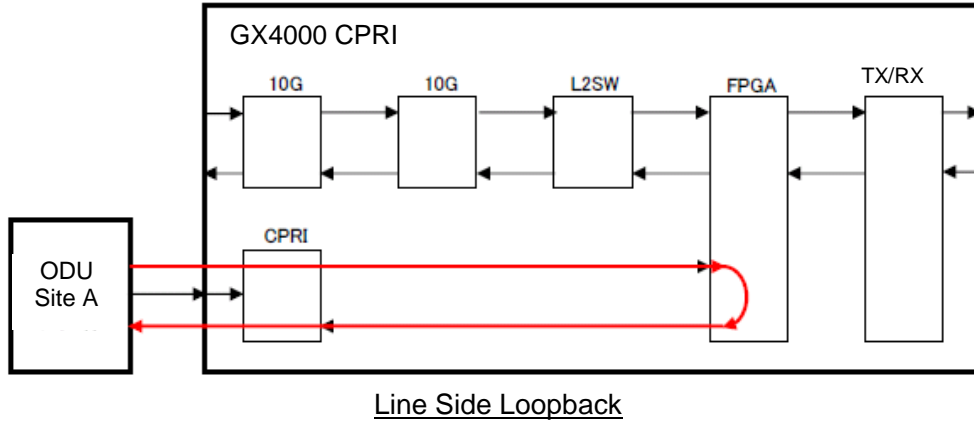 GX4000 CPRI
10G
10G
L2SW
FPGA
TX/RX
CPRI
ODU
Site A
Line Side Loopback